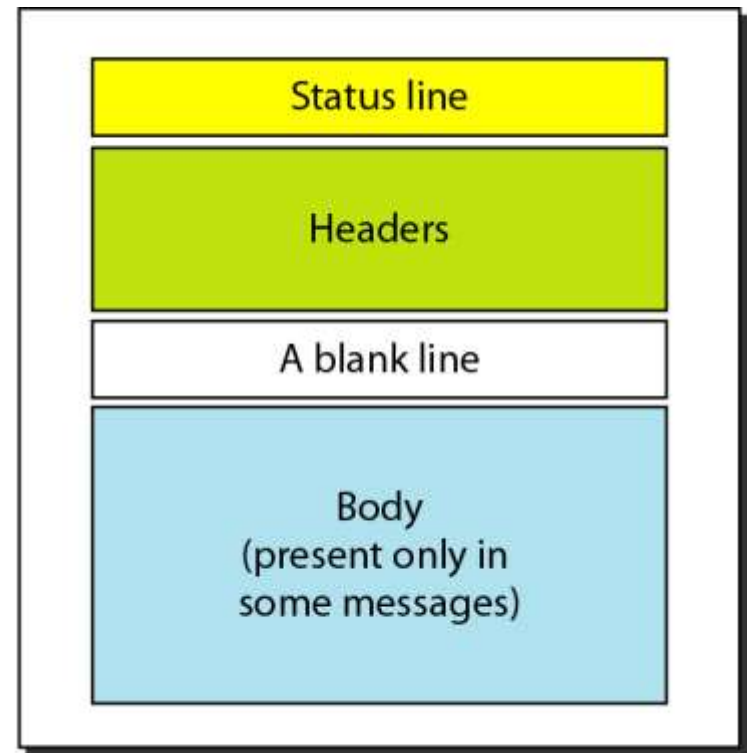 Status line
Headers
A blank line
Body
(present only in
some messages)